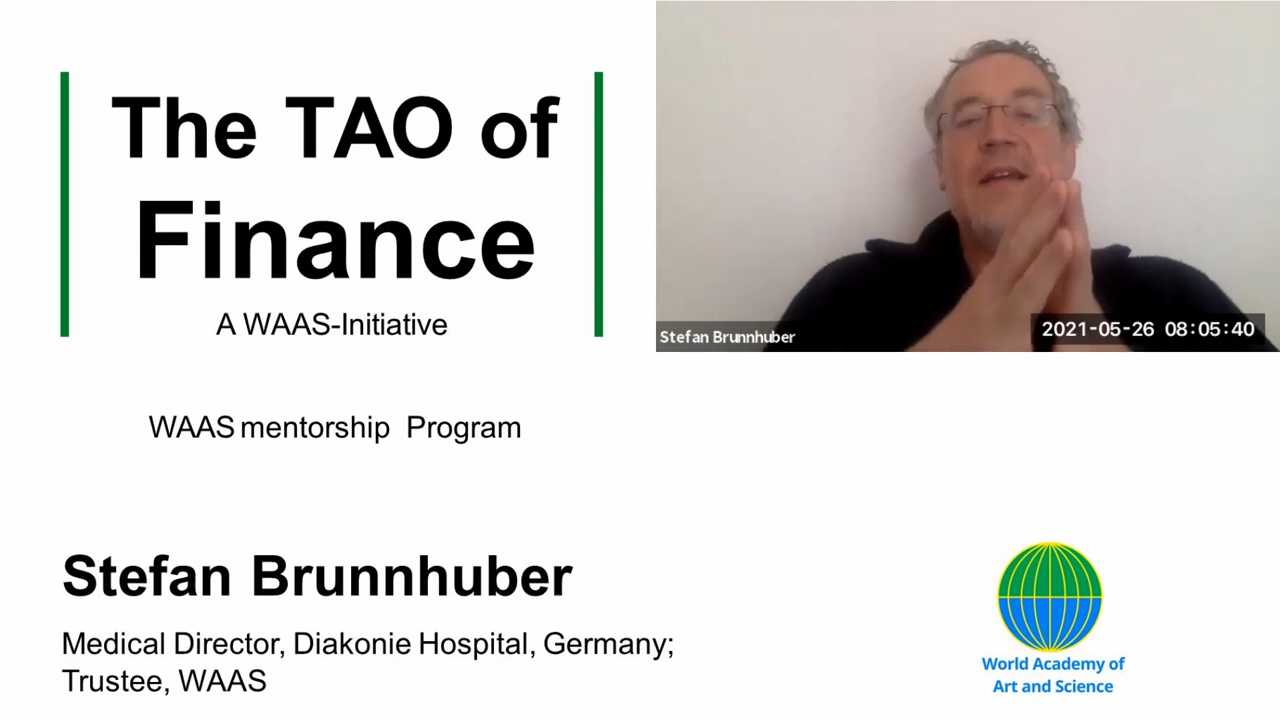 The TAO of
Finance
A WAAS-Initiative
WAAS mentorship Program
Stefan Brunnhuber
2021-05-26 08:05:40
Stefan Brunnhuber
Medical Director, Diakonie Hospital, Germany;
Trustee, WAAS
World Academy of
Art and Science